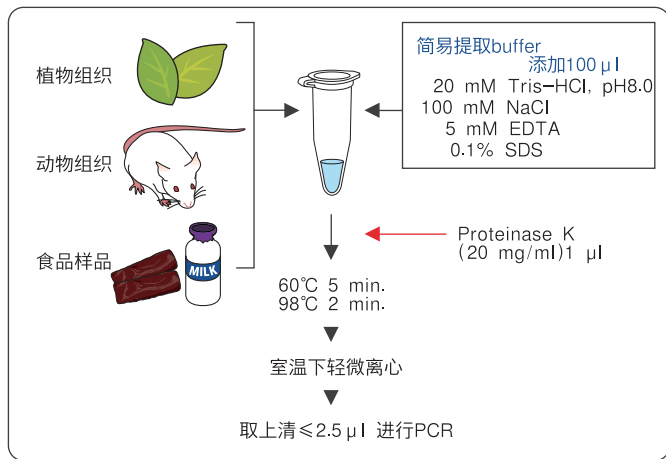 植物组织
动物组织
食品样品
MILK
简易提取buffer
添加100 µl
20 mM Tris-HCl, pH8.0
100 mM NaCl
5 mM EDTA
0.1% SDS
Proteinase K
(20 mg/ml)1 µl
60℃ 5 min.
98℃ 2 min.
室温下轻微离心
取上清≤2.5 µl 进行PCR